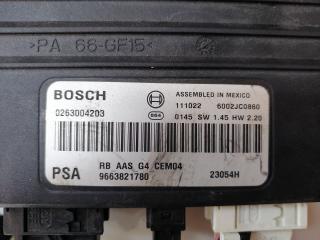 >PA 66-GF15<
BOSCH
ASSEMBLED IN MEXICO
111022 6002JC0860
0263004203
064 0145 SW 1.45 HW 2.20
RB AAS G4 CEM04
PSA 9663821780 23054H